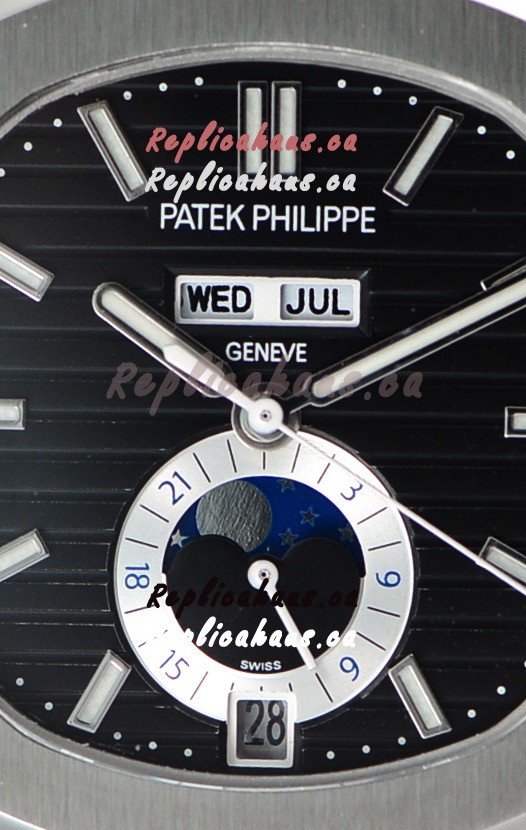 Replicahaus.ca
Replicahaus.ca
PATEK PHILIPPE
WED JUL
GENEVE
Replicahaus.ca
21 3
18 6
Replicahaus.ca
Replicahaus.ca
15 9
SWISS
28